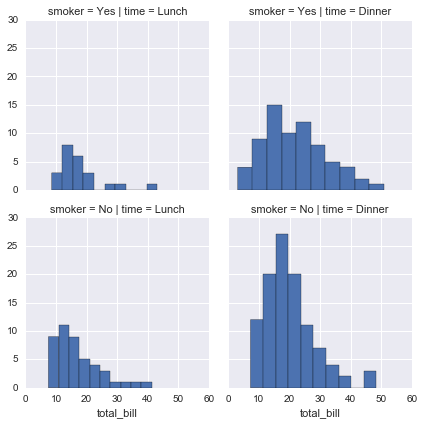 smoker = Yes | time = Lunch
smoker = Yes | time = Dinner
30
25
20
15
10
5
0
smoker = No | time = Lunch
smoker = No | time = Dinner
30
25
20
15
10
5
0
0 10 20 30 40 50 60
0 10 20 30 40 50 60
total_bill
total_bill